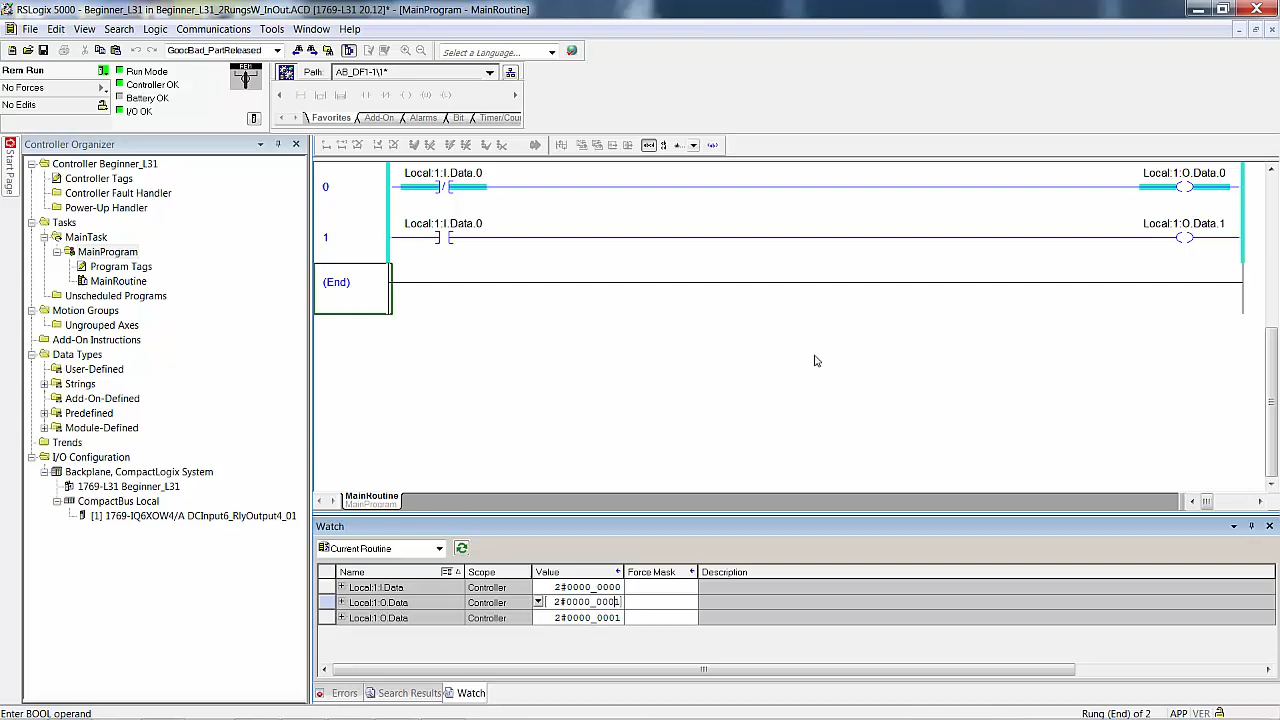 RSLogix 5000 - Beginner_L31 in Beginner_L31_2RungsW_InOut.ACD [1769-L31 20.12]* - [MainProgram - MainRoutine]
File Edit View Search Logic Communications Tools Window Help
GoodBad_PartReleased
Select a Language...
Rem Run
No Forces
No Edits
Run Mode
Controller OK
Battery OK
I/O OK
REM
Path: AB_DF1-1\1*
Favorites Add-On Alarms Bit Timer/Cou
Start Page
Controller Organizer
Controller Beginner_L31
Controller Tags
Controller Fault Handler
Power-Up Handler
Tasks
MainTask
MainProgram
Program Tags
MainRoutine
Unscheduled Programs
Motion Groups
Ungrouped Axes
Add-On Instructions
Data Types
User-Defined
Strings
Add-On-Defined
Predefined
Module-Defined
Trends
I/O Configuration
Backplane, CompactLogix System
1769-L31 Beginner_L31
CompactBus Local
[1] 1769-IQ6XOW4/A DCInput6_RlyOutput4_01
Local:1:I.Data.0 Local:1:O.Data.0
0
Local:1:I.Data.0 Local:1:O.Data.1
1
(End)
MainRoutine
MainProgram
Watch
Current Routine
Name Scope Value Force Mask Description
Local:1:I.Data Controller 2#0000_0000
Local:1:O.Data Controller 2#0000_0001
Local:1:O.Data Controller 2#0000_0001
Errors Search Results Watch
Enter BOOL operand Rung (End) of 2 APP VER